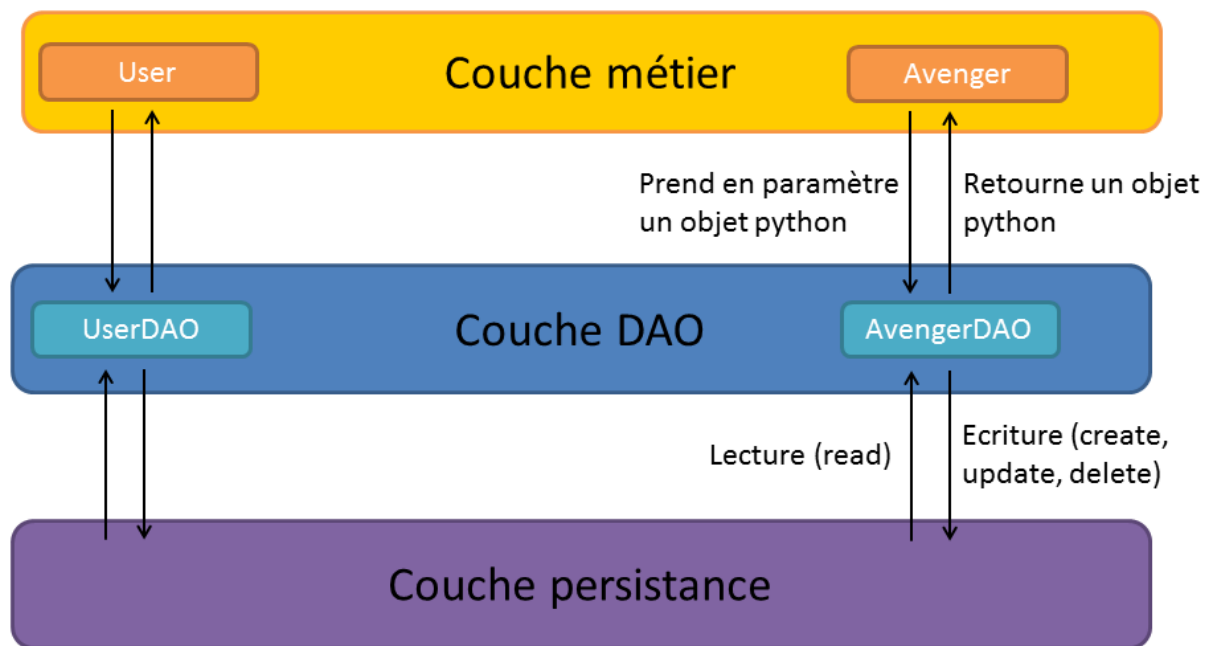 User
Couche métier
Avenger
Prend en paramètre
un objet python
Retourne un objet
python
UserDAO
Couche DAO
AvengerDAO
Lecture (read)
Ecriture (create,
update, delete)
Couche persistance